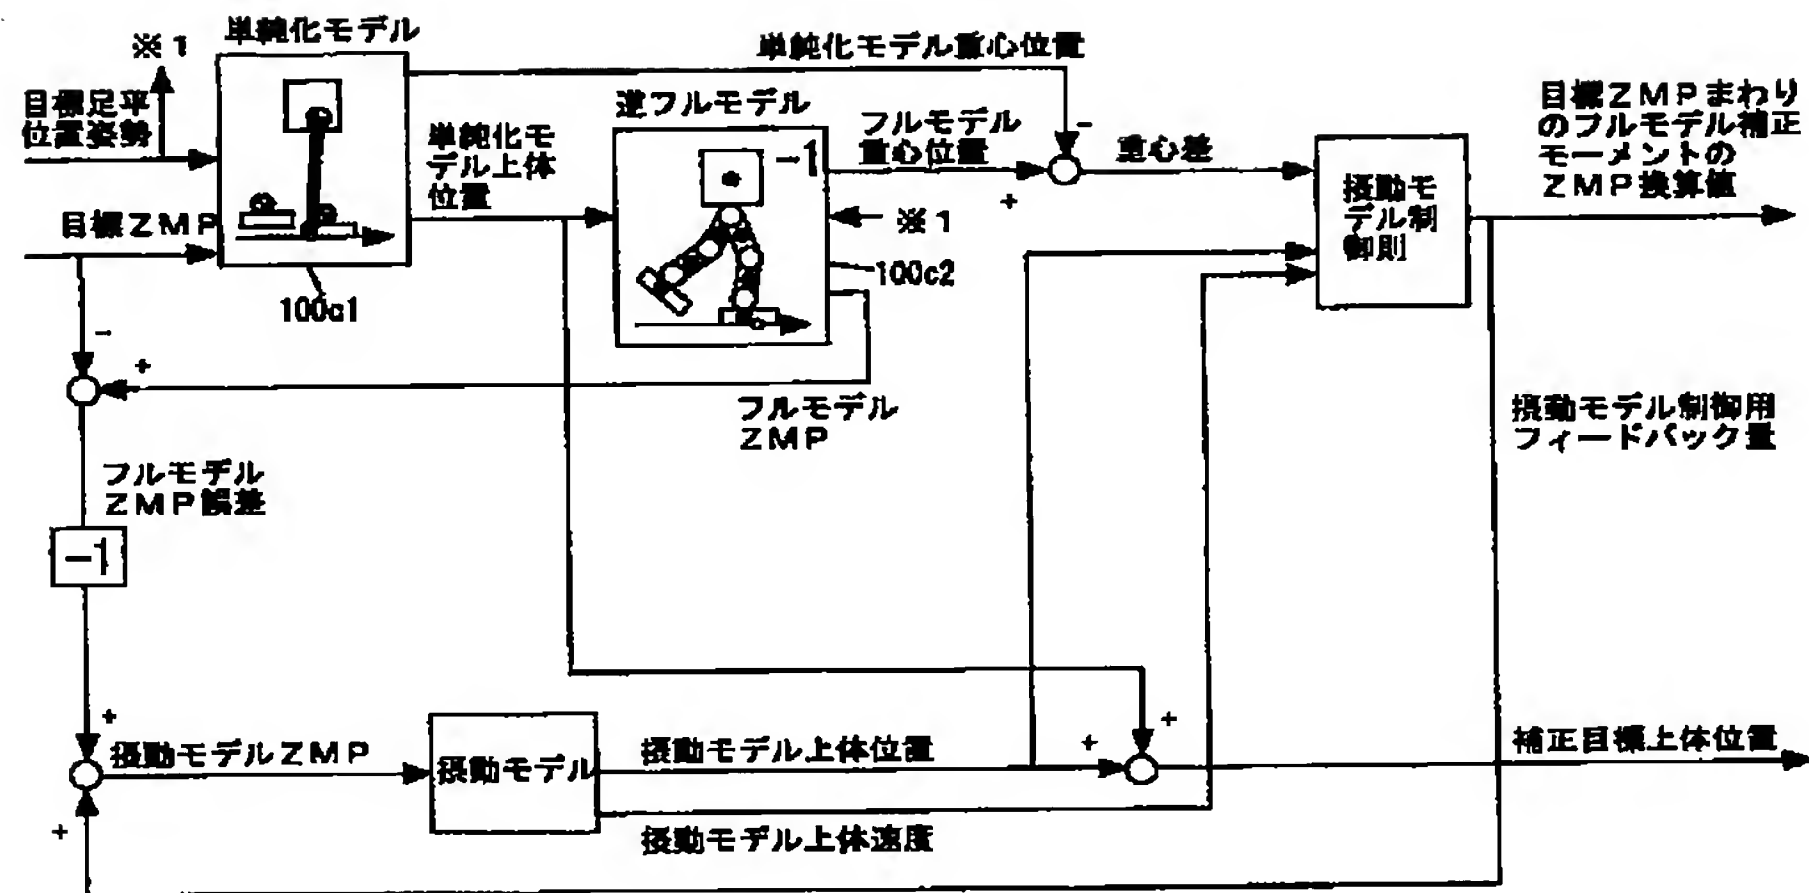 単純化モデル
※1
目標足平
位置姿勢
目標ZMP
100c1
単純化モデル重心位置
逆フルモデル
単純化モ
デル上体
位置
-1
フルモデル
重心位置
※1
100c2
-
+
重心差
摂動モ
デル制
御則
目標ZMPまわり
のフルモデル補正
モーメントの
ZMP換算値
-
+
フルモデル
ZMP
摂動モデル制御用
フィードバック量
フルモデル
ZMP誤差
-1
+
摂動モデルZMP
+
摂動モデル
摂動モデル上体位置
摂動モデル上体速度
+
+
補正目標上体位置